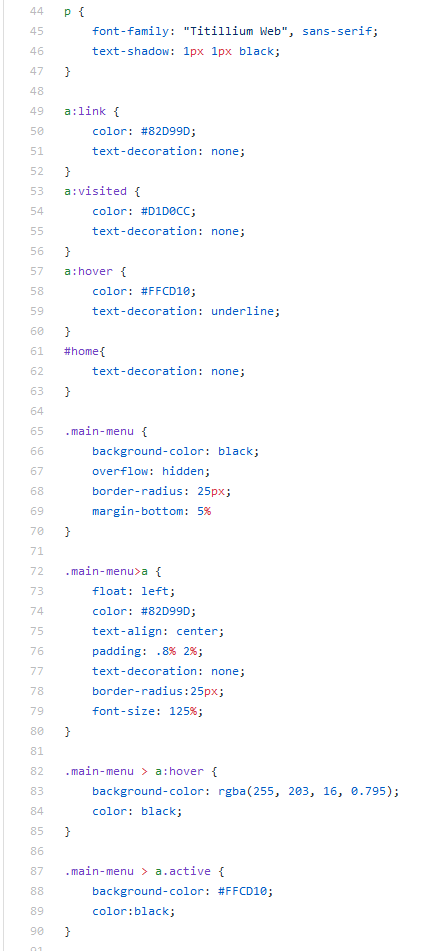 44 p {
45     font-family: "Titillium Web", sans-serif;
46     text-shadow: 1px 1px black;
47 }
48
49 a:link {
50     color: #82D99D;
51     text-decoration: none;
52 }
53 a:visited {
54     color: #D1D0CC;
55     text-decoration: none;
56 }
57 a:hover {
58     color: #FFCD10;
59     text-decoration: underline;
60 }
61 #home{
62     text-decoration: none;
63 }
64
65 .main-menu {
66     background-color: black;
67     overflow: hidden;
68     border-radius: 25px;
69     margin-bottom: 5%
70 }
71
72 .main-menu>a {
73     float: left;
74     color: #82D99D;
75     text-align: center;
76     padding: .8% 2%;
77     text-decoration: none;
78     border-radius:25px;
79     font-size: 125%;
80 }
81
82 .main-menu > a:hover {
83     background-color: rgba(255, 203, 16, 0.795);
84     color: black;
85 }
86
87 .main-menu > a.active {
88     background-color: #FFCD10;
89     color:black;
90 }
91